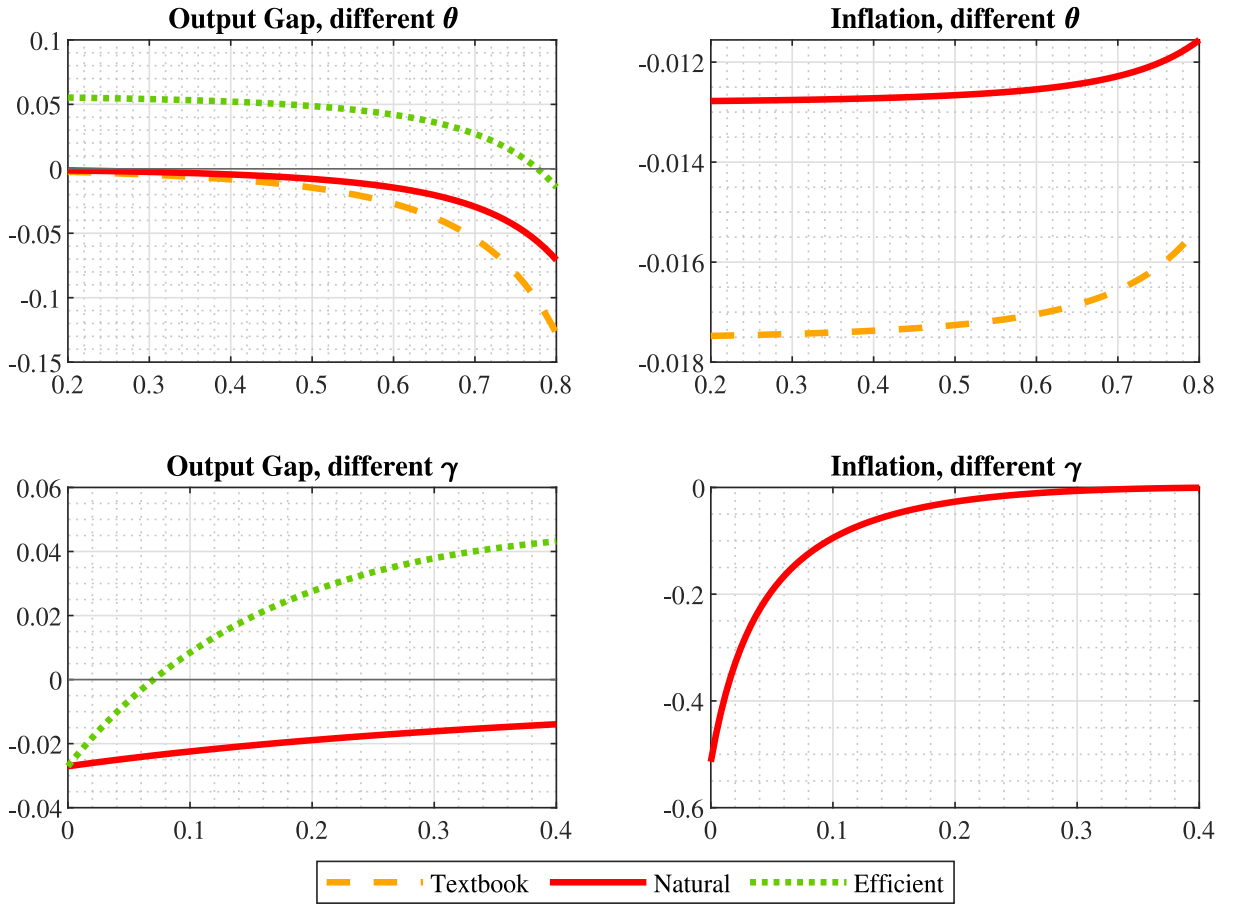 Output Gap, different θ
0.1
0.05
0
-0.05
-0.1
-0.15
0.2 0.3 0.4 0.5 0.6 0.7 0.8
Inflation, different θ
-0.012
-0.014
-0.016
-0.018
0.2 0.3 0.4 0.5 0.6 0.7 0.8
Output Gap, different γ
0.06
0.04
0.02
0
-0.02
-0.04
0 0.1 0.2 0.3 0.4
Inflation, different γ
0
-0.2
-0.4
-0.6
0 0.1 0.2 0.3 0.4
Textbook Natural Efficient